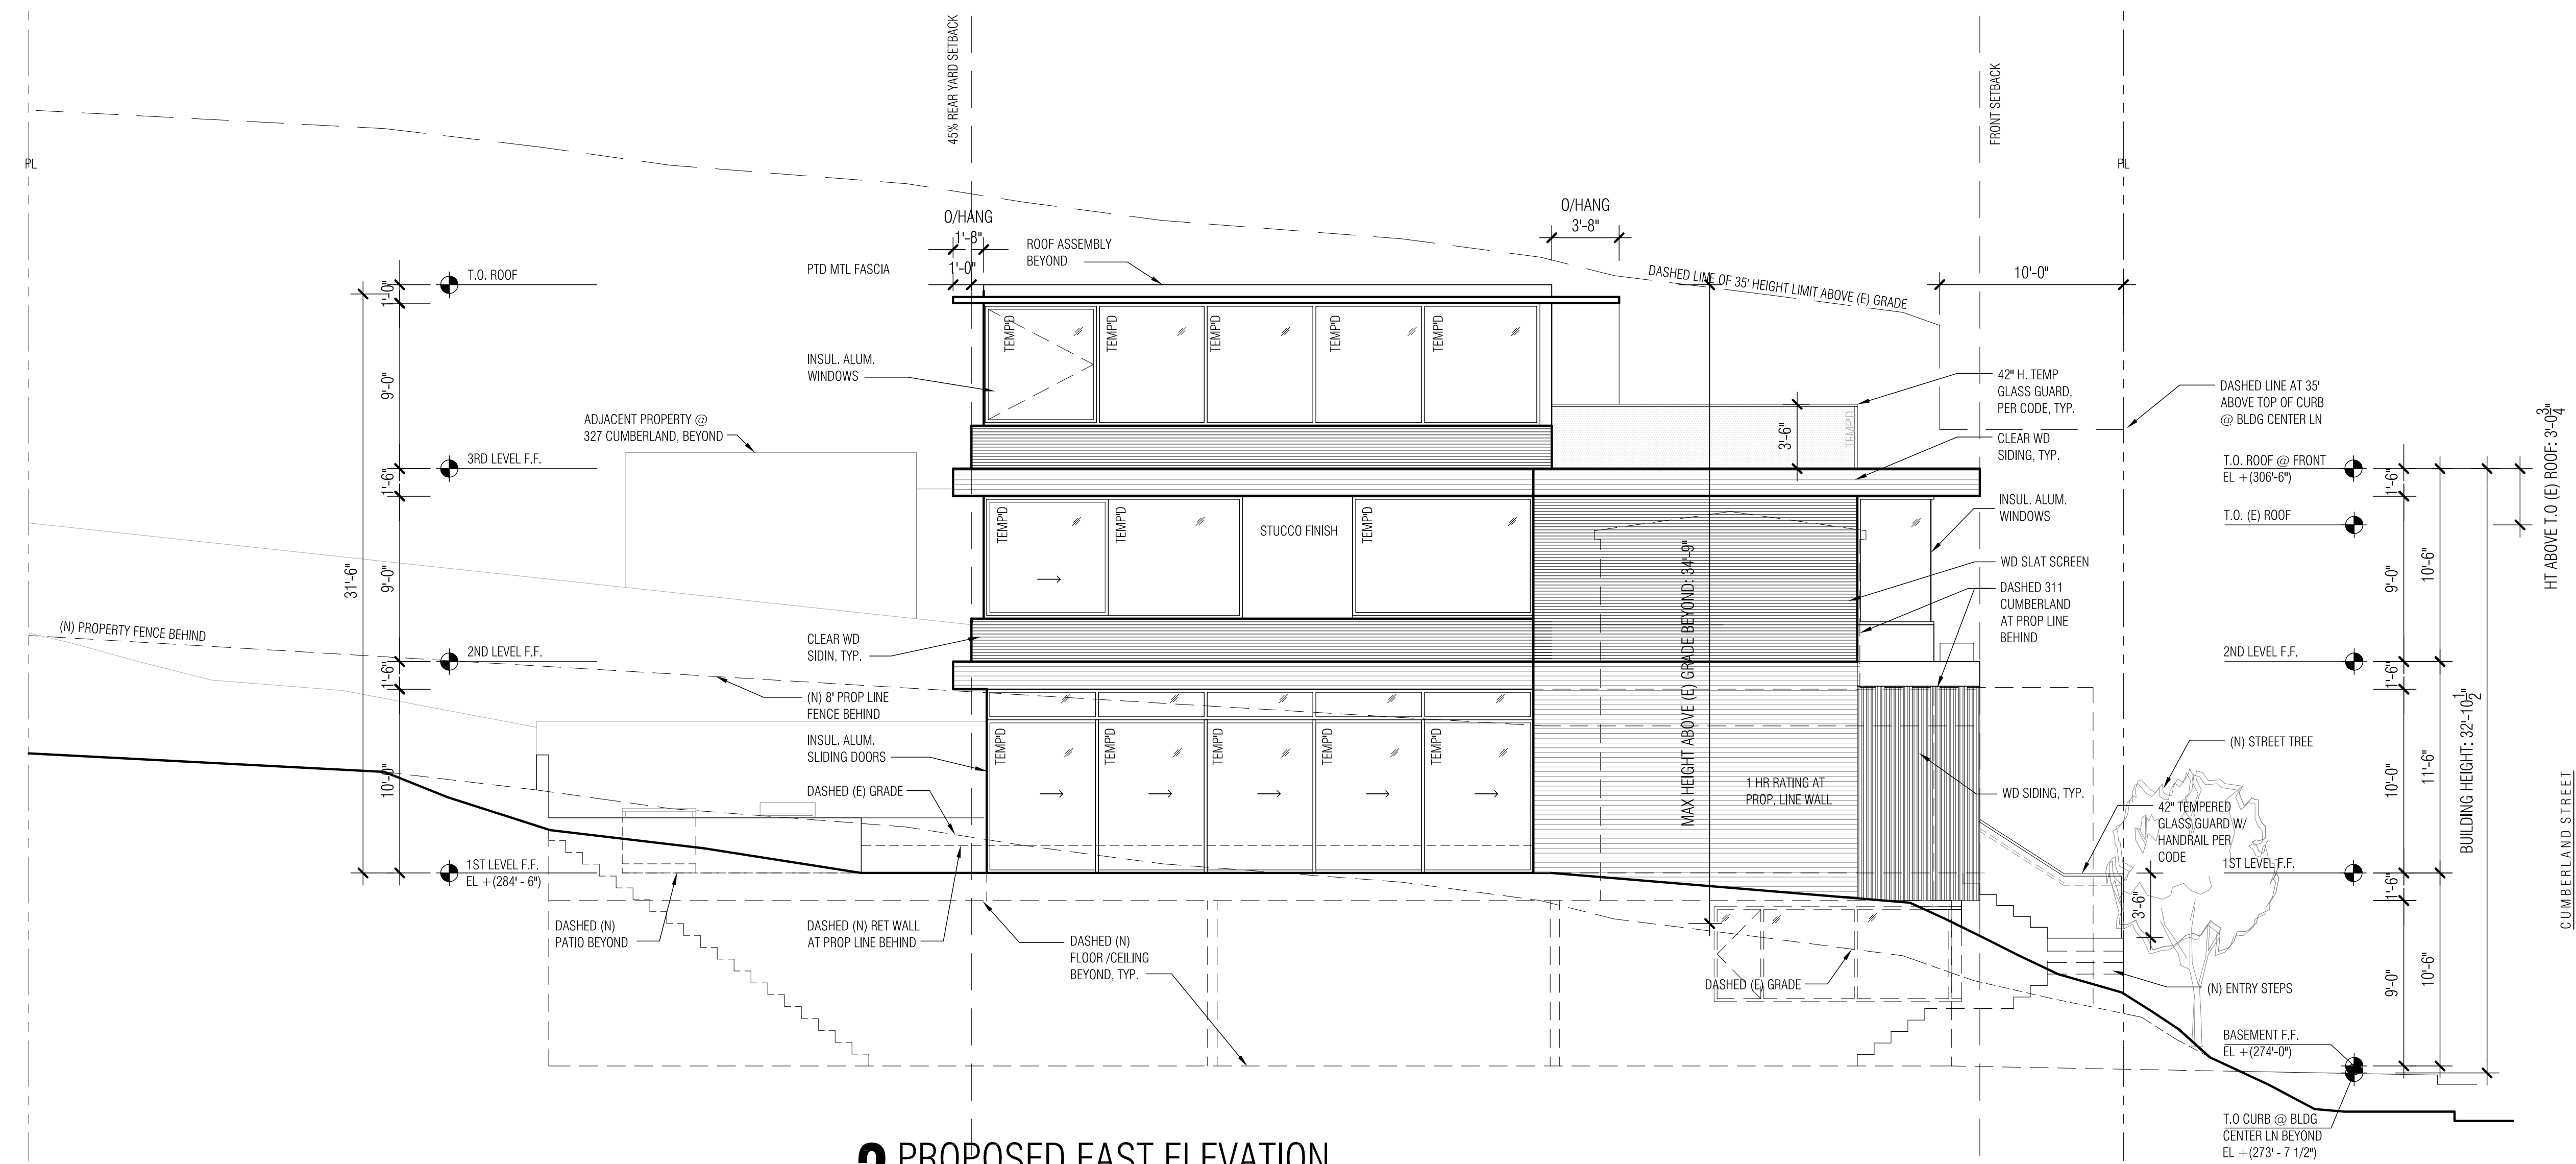 45% REAR YARD SETBACK
FRONT SETBACK
PL
PL
O/HANG
1'-8"
1'-0"
O/HANG
3'-8"
10'-0"
ROOF ASSEMBLY
BEYOND
PTD MTL FASCIA
DASHED LINE OF 35' HEIGHT LIMIT ABOVE (E) GRADE
T.O. ROOF
3RD LEVEL F.F.
2ND LEVEL F.F.
1ST LEVEL F.F.
EL +(284' - 6")
31'-6"
1'-0"
9'-0"
1'-6"
9'-0"
1'-6"
10'-0"
INSUL. ALUM.
WINDOWS
ADJACENT PROPERTY @
327 CUMBERLAND, BEYOND
(N) PROPERTY FENCE BEHIND
CLEAR WD
SIDIN, TYP.
(N) 8' PROP LINE
FENCE BEHIND
INSUL. ALUM.
SLIDING DOORS
DASHED (E) GRADE
DASHED (N)
PATIO BEYOND
DASHED (N) RET WALL
AT PROP LINE BEHIND
DASHED (N)
FLOOR /CEILING
BEYOND, TYP.
TEMP'D
TEMP'D
TEMP'D
TEMP'D
TEMP'D
TEMP'D
TEMP'D
STUCCO FINISH
TEMP'D
TEMP'D
TEMP'D
TEMP'D
TEMP'D
TEMP'D
TEMP'D
3'-6"
MAX HEIGHT ABOVE (E) GRADE BEYOND: 34'-9"
1 HR RATING AT
PROP. LINE WALL
DASHED (E) GRADE
42" H. TEMP
GLASS GUARD,
PER CODE, TYP.
CLEAR WD
SIDING, TYP.
INSUL. ALUM.
WINDOWS
WD SLAT SCREEN
DASHED 311
CUMBERLAND
AT PROP LINE
BEHIND
WD SIDING, TYP.
DASHED LINE AT 35'
ABOVE TOP OF CURB
@ BLDG CENTER LN
T.O. ROOF @ FRONT
EL +(306'-6")
T.O. (E) ROOF
2ND LEVEL F.F.
(N) STREET TREE
42" TEMPERED
GLASS GUARD W/
HANDRAIL PER
CODE
1ST LEVEL F.F.
3'-6"
(N) ENTRY STEPS
BASEMENT F.F.
EL +(274'-0")
T.O CURB @ BLDG
CENTER LN BEYOND
EL +(273' - 7 1/2")
1'-6"
9'-0"
1'-6"
10'-0"
1'-6"
9'-0"
10'-6"
11'-6"
10'-6"
BUILDING HEIGHT: 32'-10 1/2"
HT ABOVE T.O (E) ROOF: 3'-0 3/4"
CUMBERLAND STREET
PROPOSED EAST ELEVATION